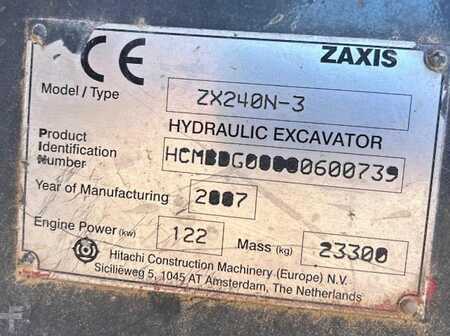 CE ZAXIS
Model / Type ZX240N-3
HYDRAULIC EXCAVATOR
Product
Identification
Number HCMBDG00000600739
Year of Manufacturing 2007
Engine Power (kw) 122 Mass (kg) 23300
Hitachi Construction Machinery (Europe) N.V.
Siciliëweg 5, 1045 AT Amsterdam, The Netherlands